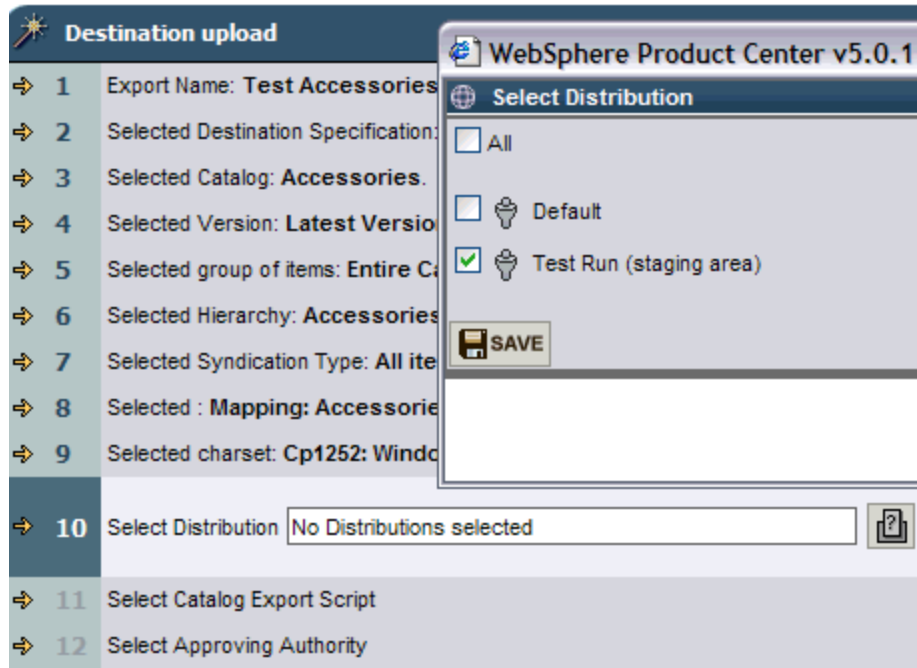 Destination upload
1 Export Name: Test Accessories
2 Selected Destination Specification:
3 Selected Catalog: Accessories.
4 Selected Version: Latest Versio
5 Selected group of items: Entire Ca
6 Selected Hierarchy: Accessories
7 Selected Syndication Type: All ite
8 Selected : Mapping: Accessorie
9 Selected charset: Cp1252: Windo
10 Select Distribution No Distributions selected
11 Select Catalog Export Script
12 Select Approving Authority
WebSphere Product Center v5.0.1
Select Distribution
All
Default
Test Run (staging area)
SAVE